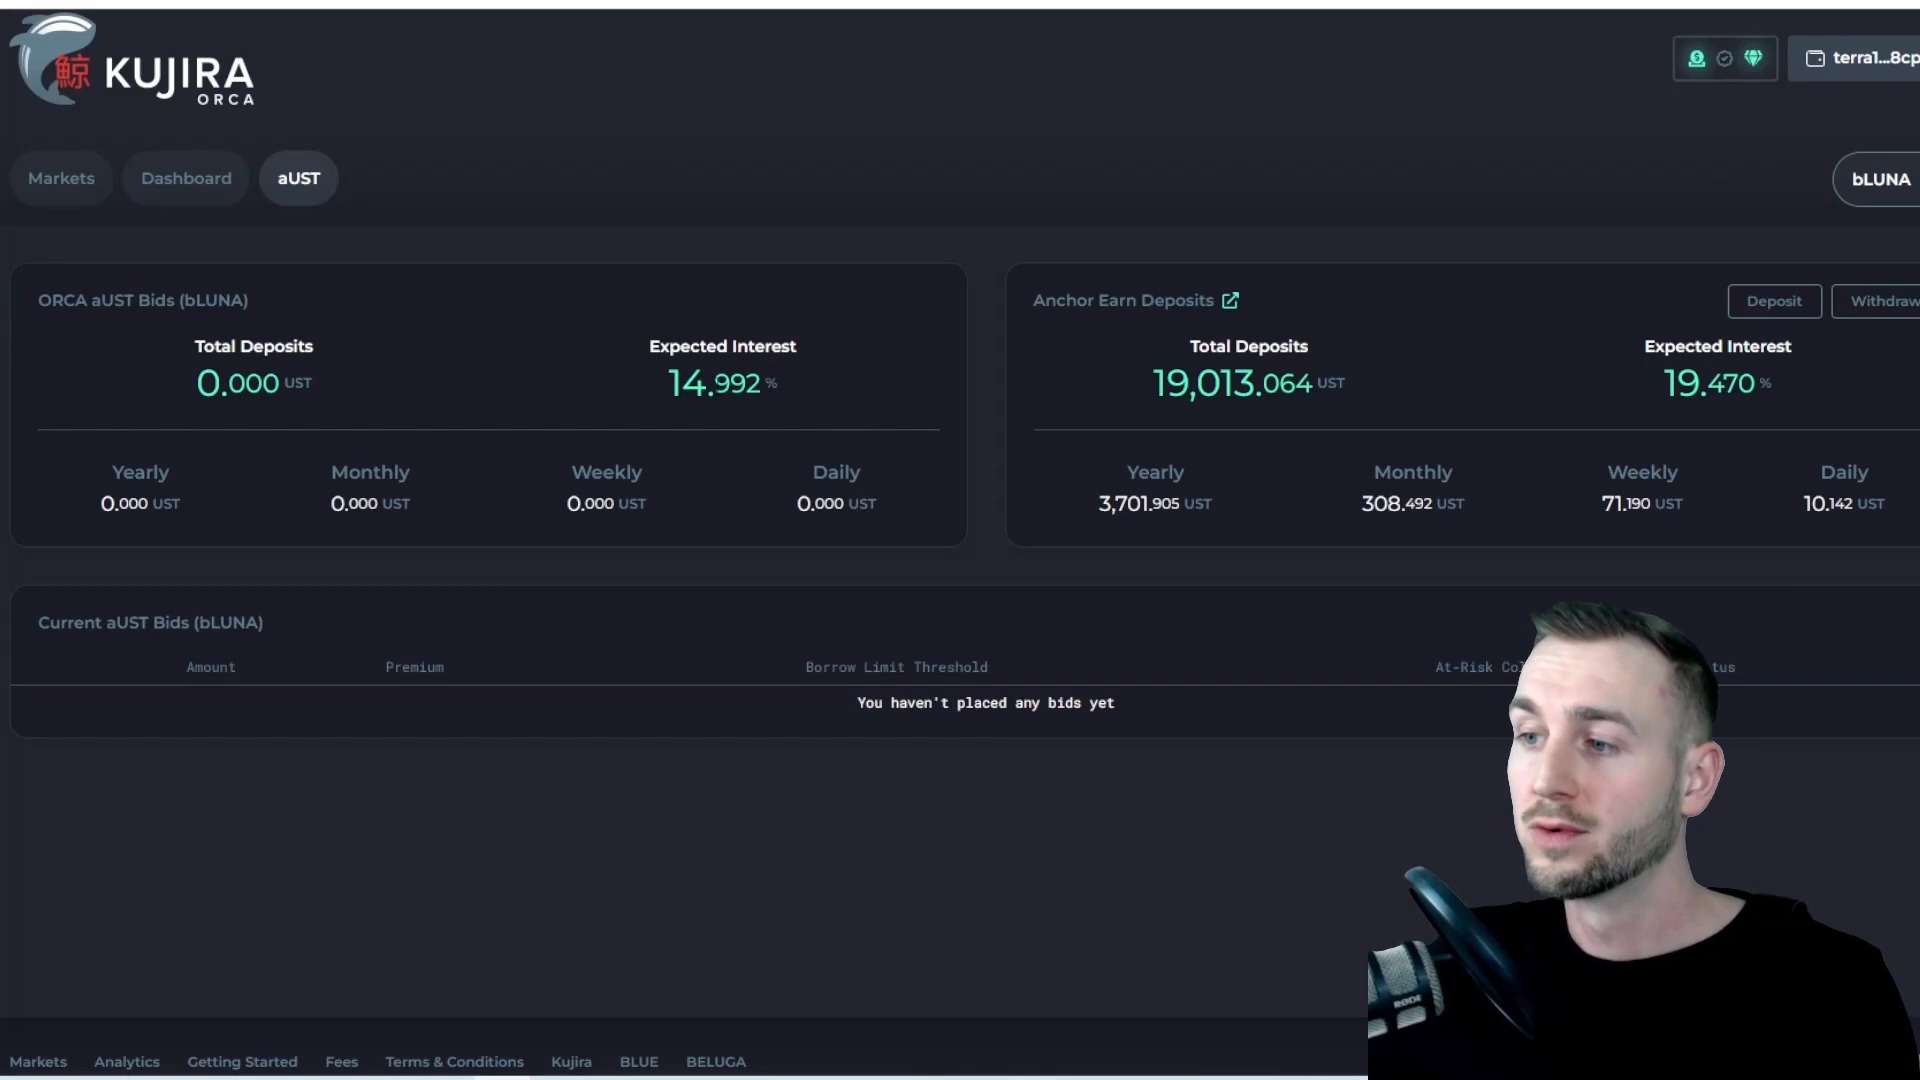 鯨 KUJIRA
ORCA
terra1...8cp
Markets
Dashboard
aUST
bLUNA
ORCA aUST Bids (bLUNA)
Total Deposits
Expected Interest
0.000 UST
14.992 %
Yearly
Monthly
Weekly
Daily
0.000 UST
0.000 UST
0.000 UST
0.000 UST
Anchor Earn Deposits
Deposit
Withdraw
Total Deposits
Expected Interest
19,013.064 UST
19.470 %
Yearly
Monthly
Weekly
Daily
3,701.905 UST
308.492 UST
71.190 UST
10.142 UST
Current aUST Bids (bLUNA)
Amount
Premium
Borrow Limit Threshold
At-Risk Co
tus
You haven't placed any bids yet
RØDE
Markets
Analytics
Getting Started
Fees
Terms & Conditions
Kujira
BLUE
BELUGA